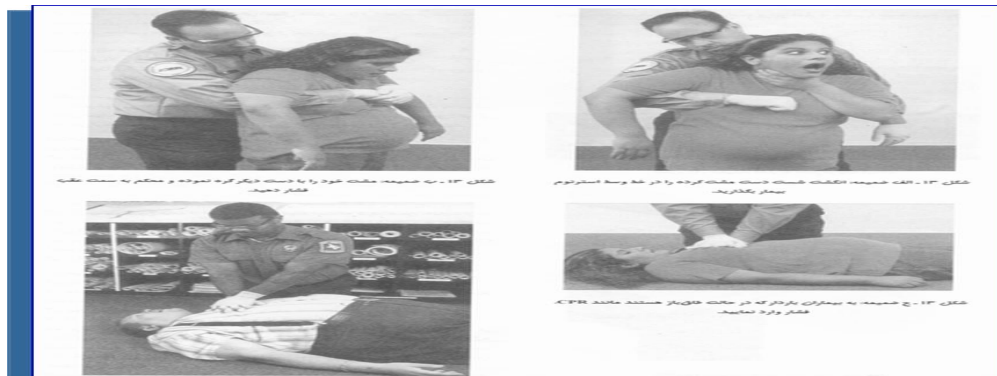 شکل ۱۳ ـ الف ضمیمه: انگشت شست دست مشت کرده را در خط وسط استرنوم
بیمار بگذارید.
شکل ۱۳ ـ ب ضمیمه: مشت خود را با دست دیگر گره نموده و محکم به سمت عقب
فشار دهید.
شکل ۱۳ ـ ج ضمیمه: به بیماران باردار که در حالت طاق‌باز هستند مانند CPR
فشار وارد نمایید.